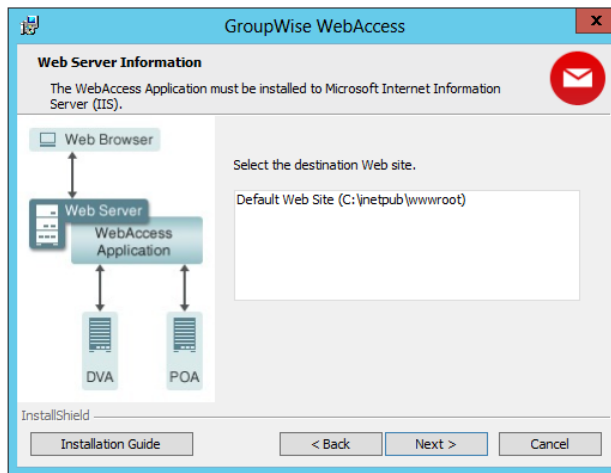 GroupWise WebAccess
x
Web Server Information
The WebAccess Application must be installed to Microsoft Internet Information
Server (IIS).
Web Browser
Web Server
WebAccess
Application
DVA
POA
Select the destination Web site.
Default Web Site (C:\inetpub\wwwroot)
InstallShield
Installation Guide
< Back
Next >
Cancel